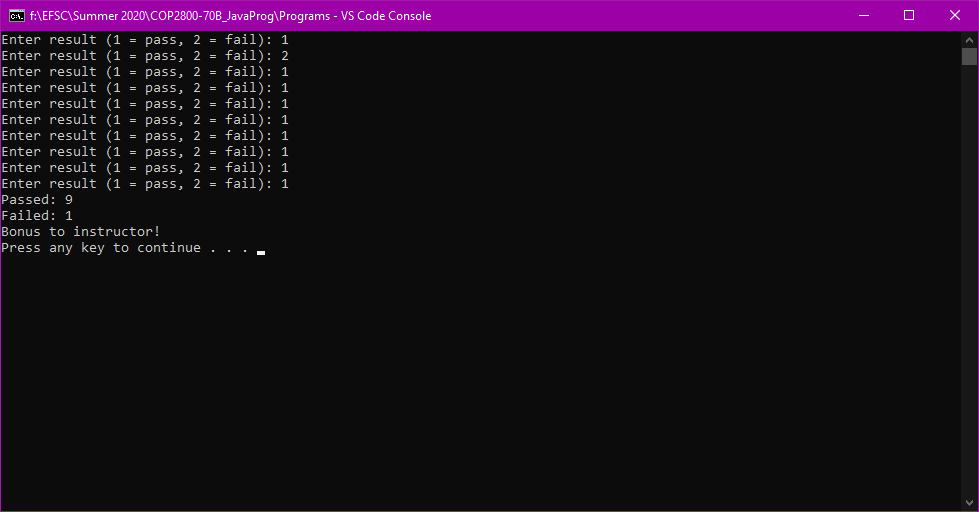 f:\EFSC\Summer 2020\COP2800-70B_JavaProg\Programs - VS Code Console
Enter result (1 = pass, 2 = fail): 1
Enter result (1 = pass, 2 = fail): 2
Enter result (1 = pass, 2 = fail): 1
Enter result (1 = pass, 2 = fail): 1
Enter result (1 = pass, 2 = fail): 1
Enter result (1 = pass, 2 = fail): 1
Enter result (1 = pass, 2 = fail): 1
Enter result (1 = pass, 2 = fail): 1
Enter result (1 = pass, 2 = fail): 1
Enter result (1 = pass, 2 = fail): 1
Passed: 9
Failed: 1
Bonus to instructor!
Press any key to continue . . .